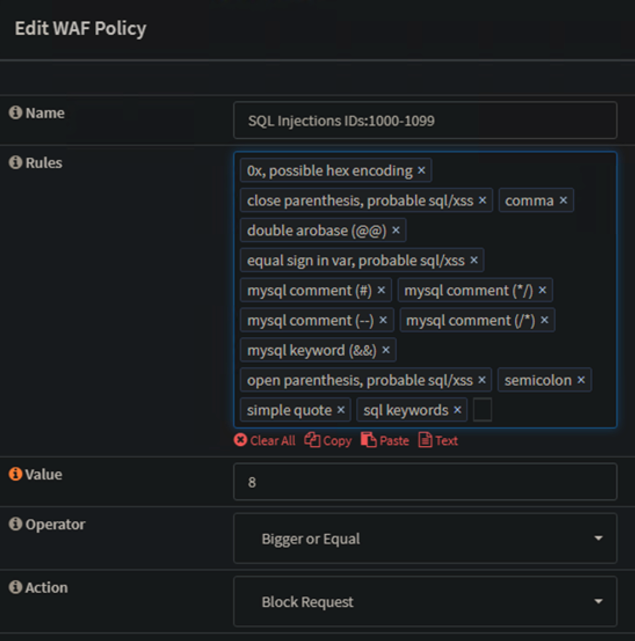 Edit WAF Policy
Name
SQL Injections IDs:1000-1099
Rules
0x, possible hex encoding ×
close parenthesis, probable sql/xss × comma ×
double arobase (@@) ×
equal sign in var, probable sql/xss ×
mysql comment (#) × mysql comment (*/) ×
mysql comment (--) × mysql comment (/*) ×
mysql keyword (&&) ×
open parenthesis, probable sql/xss × semicolon ×
simple quote × sql keywords ×
Clear All Copy Paste Text
Value
8
Operator
Bigger or Equal
Action
Block Request